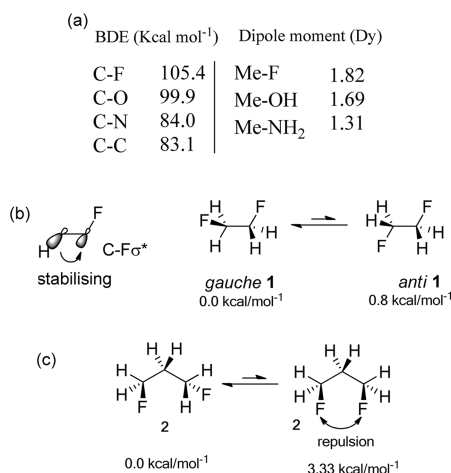 (a)
BDE (Kcal mol⁻¹) Dipole moment (Dy)
C-F 105.4 Me-F 1.82
C-O 99.9 Me-OH 1.69
C-N 84.0 Me-NH₂ 1.31
C-C 83.1
(b)
F
H
C-Fσ*
stabilising
H F
F H
H H
gauche 1
0.0 kcal/mol⁻¹
H F
H H
F H
anti 1
0.8 kcal/mol⁻¹
(c)
H H
H H
H F
F H
2
0.0 kcal/mol⁻¹
H H
H H
H H
F F
2
repulsion
3.33 kcal/mol⁻¹